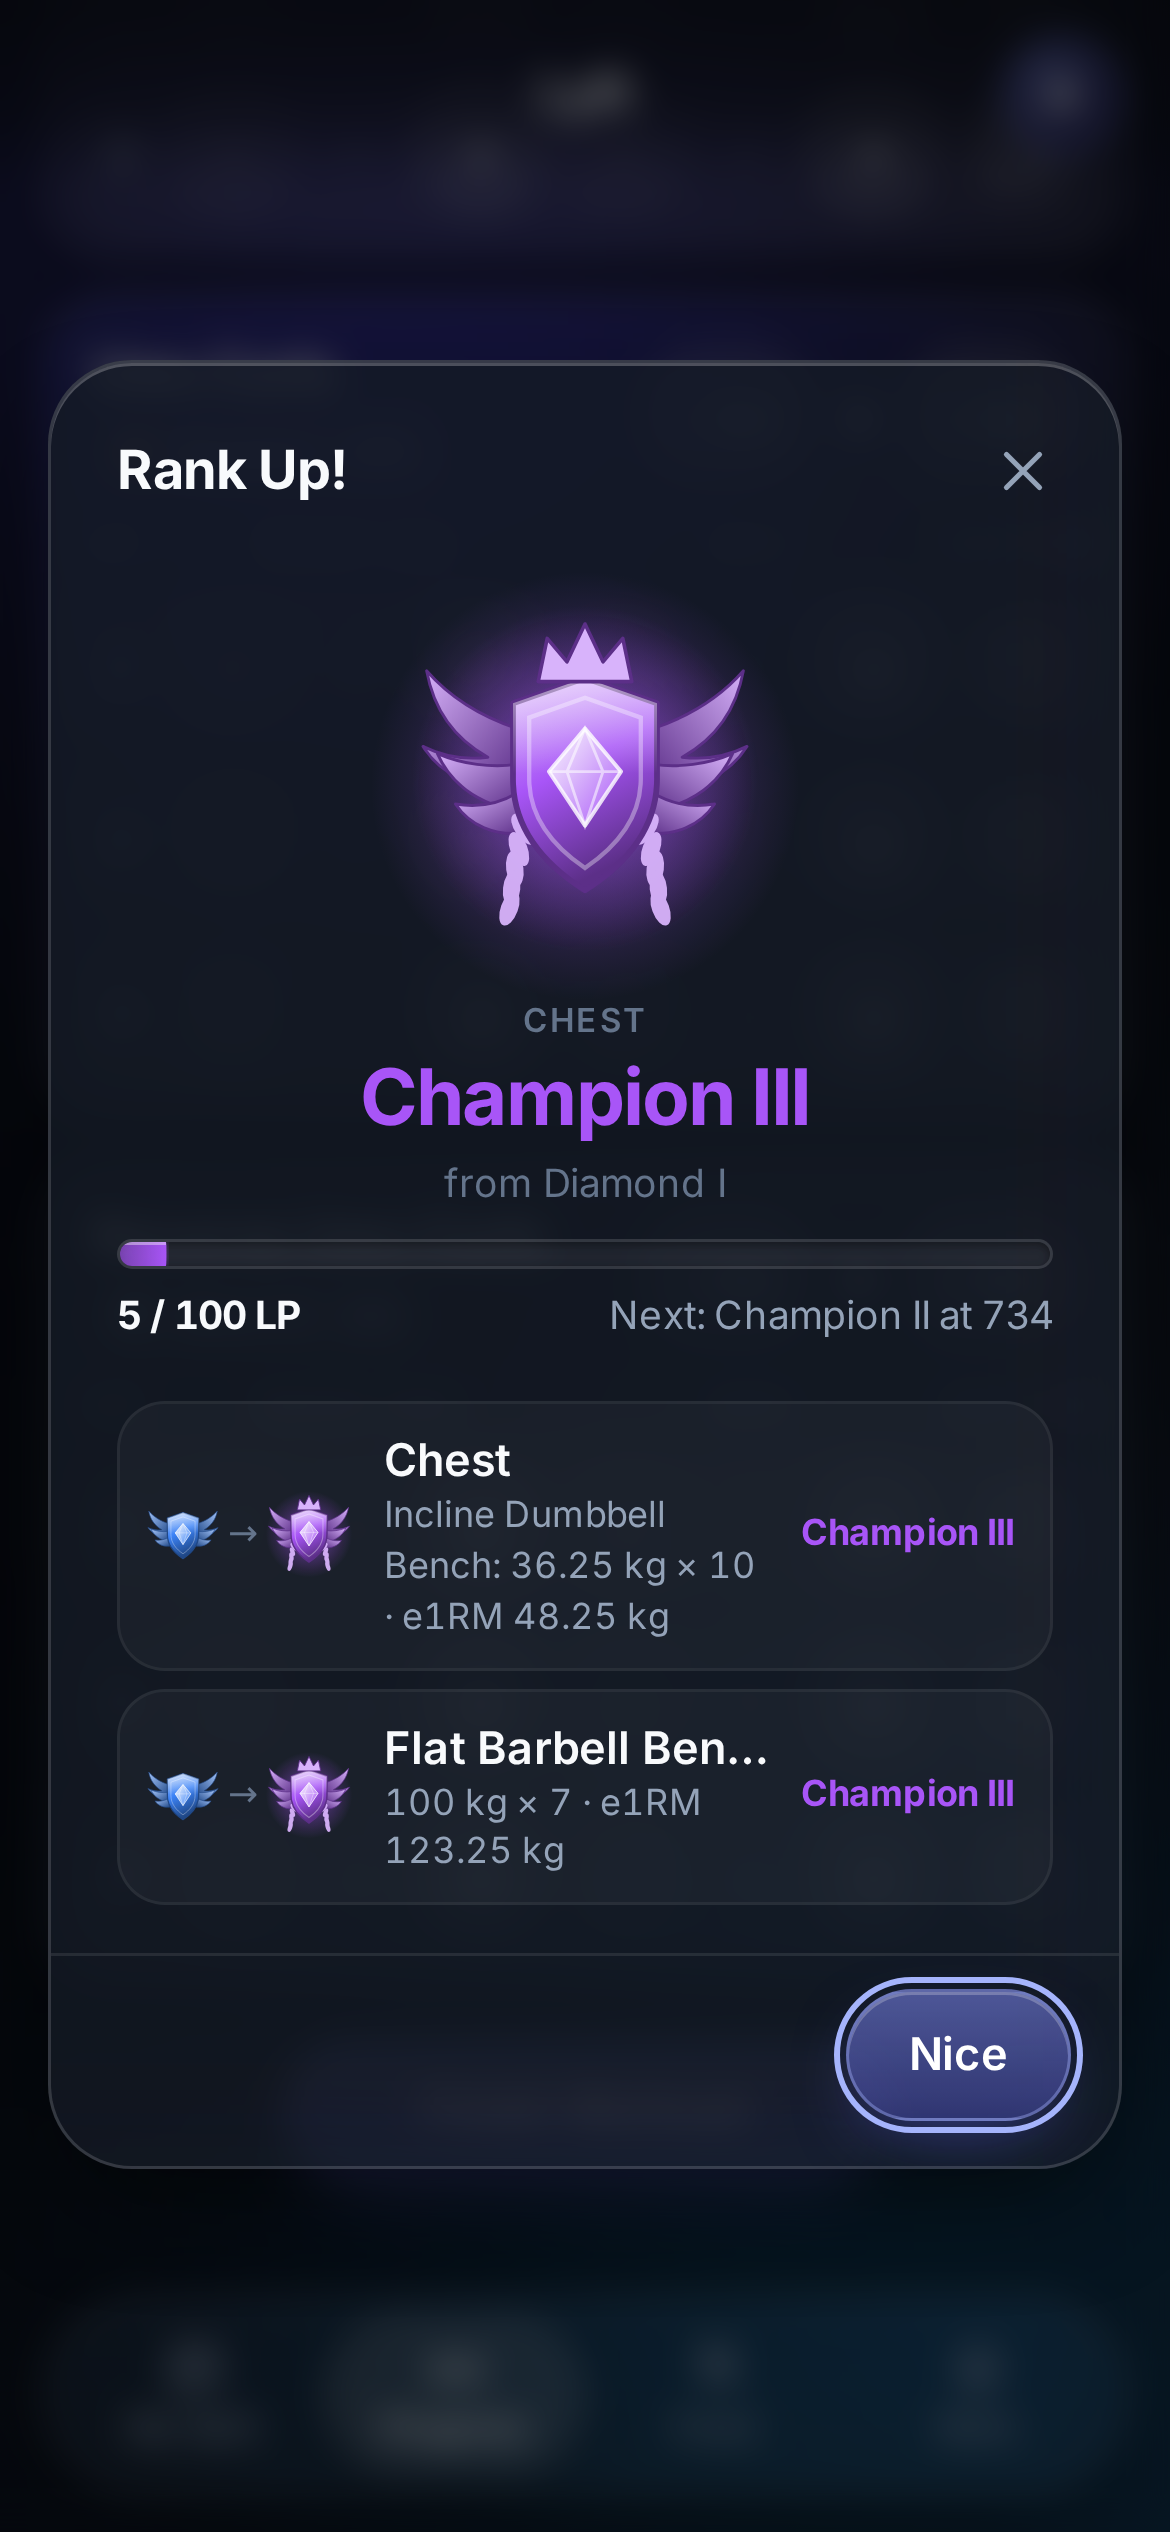 Rank Up!
CHEST
Champion III
from Diamond I
5 / 100 LP
Next: Champion II at 734
Chest
Incline Dumbbell
Bench: 36.25 kg × 10
· e1RM 48.25 kg
→
Champion III
Flat Barbell Ben...
100 kg × 7 · e1RM
123.25 kg
→
Champion III
Nice